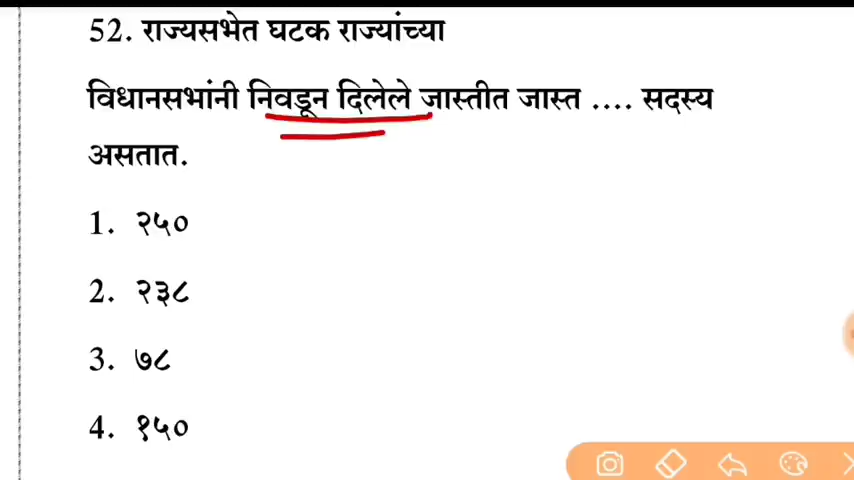 52. राज्यसभेत घटक राज्यांच्या
विधानसभांनी निवडून दिलेले जास्तीत जास्त .... सदस्य
असतात.
1. २५०
2. २३८
3. ७८
4. १५०